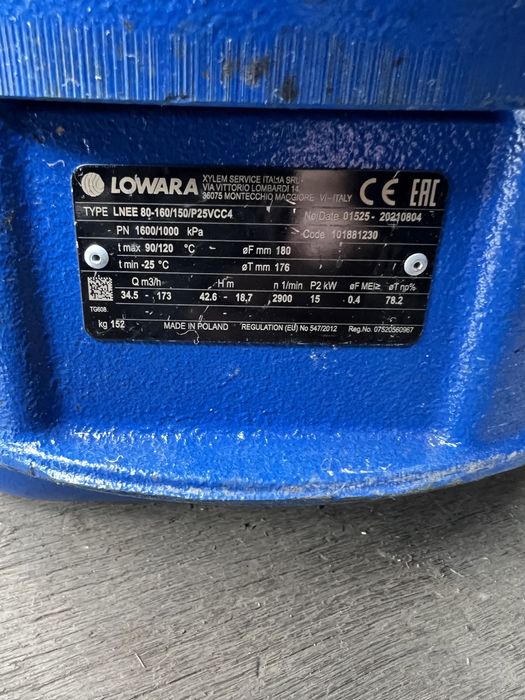 LOWARA
XYLEM SERVICE ITALIA SRL
VIA VITTORIO LOMBARDI 14
36075 MONTECCHIO MAGGIORE VI - ITALY
CE EAC
TYPE LNEE 80-160/150/P25VCC4 No Date 01525 - 20210804
PN 1600/1000 kPa Code 101881230
t max 90/120 °C øF mm 180
t min -25 °C øT mm 176
Q m3/h H m n 1/min P2 kW øF MEI≥ øT ηp%
34.5 - 173 42.6 - 18,7 2900 15 0.4 78.2
TG608.
kg 152 MADE IN POLAND REGULATION (EU) No 547/2012 Reg.No. 07520560967